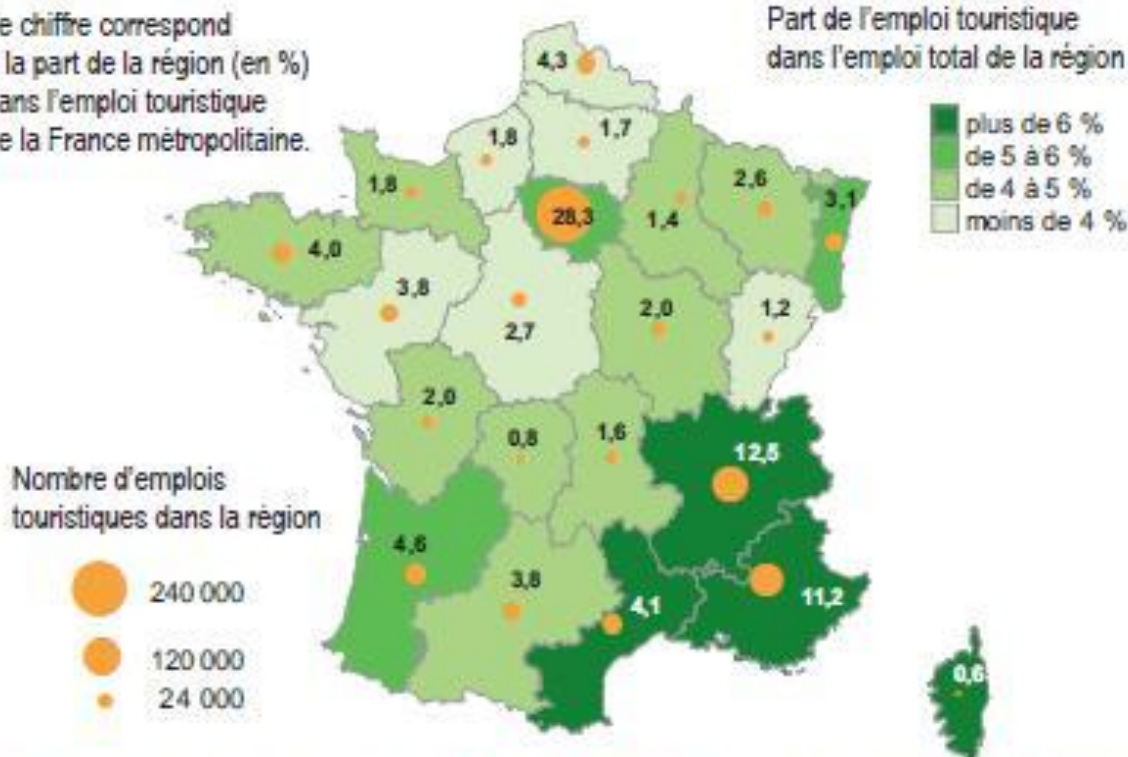 e chiffre correspond
la part de la région (en %)
ans l'emploi touristique
e la France métropolitaine.
Part de l'emploi touristique
dans l'emploi total de la région
plus de 6 %
de 5 à 6 %
de 4 à 5 %
moins de 4 %
4,3
1,8
1,7
1,8
28,3
1,4
2,6
3,1
4,0
3,8
2,7
2,0
1,2
2,0
0,8
1,6
12,5
4,6
3,8
4,1
11,2
0,6
Nombre d'emplois
touristiques dans la région
240 000
120 000
24 000